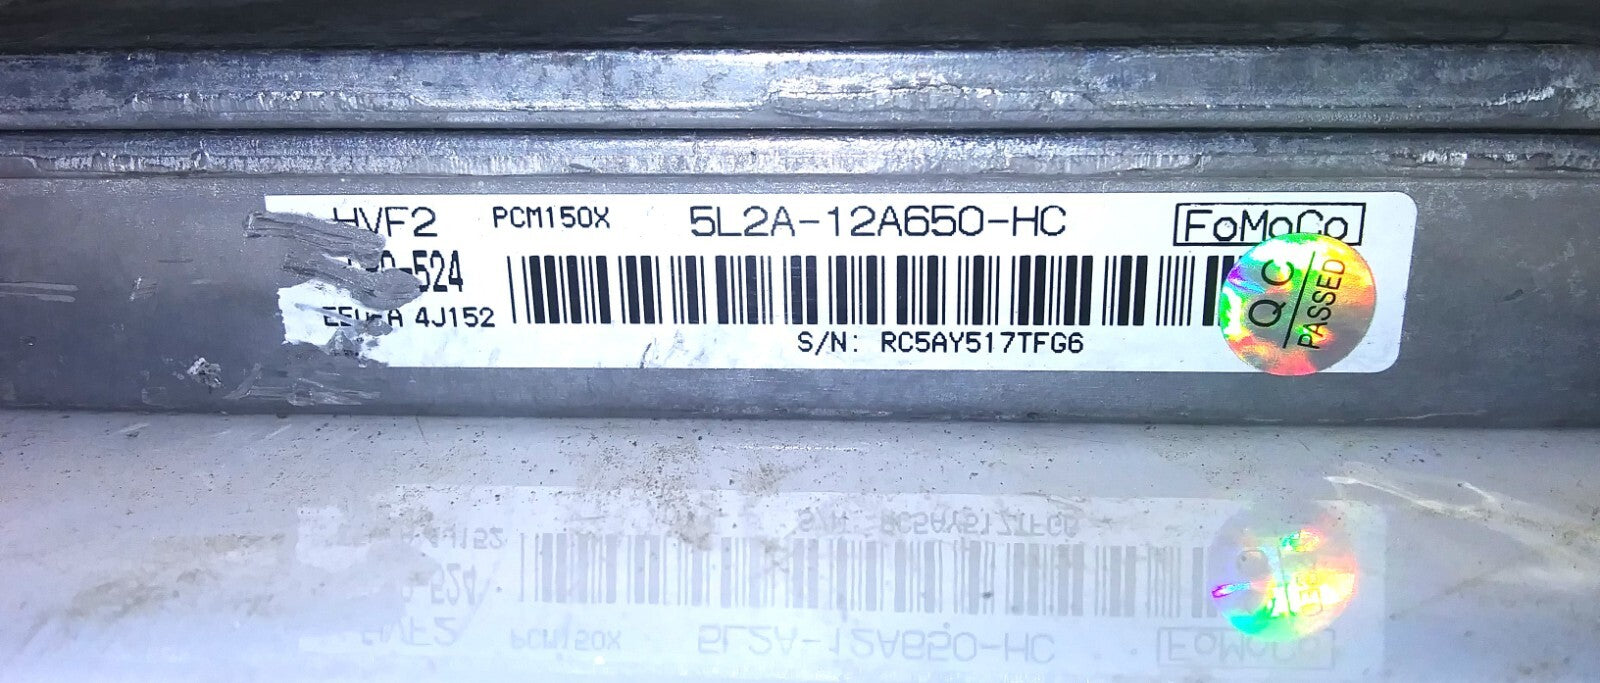 HVF2 PCM150X 5L2A-12A650-HC FoMoCo
-524
4J152
S/N: RC5AY517TFG6
QC
PASSED